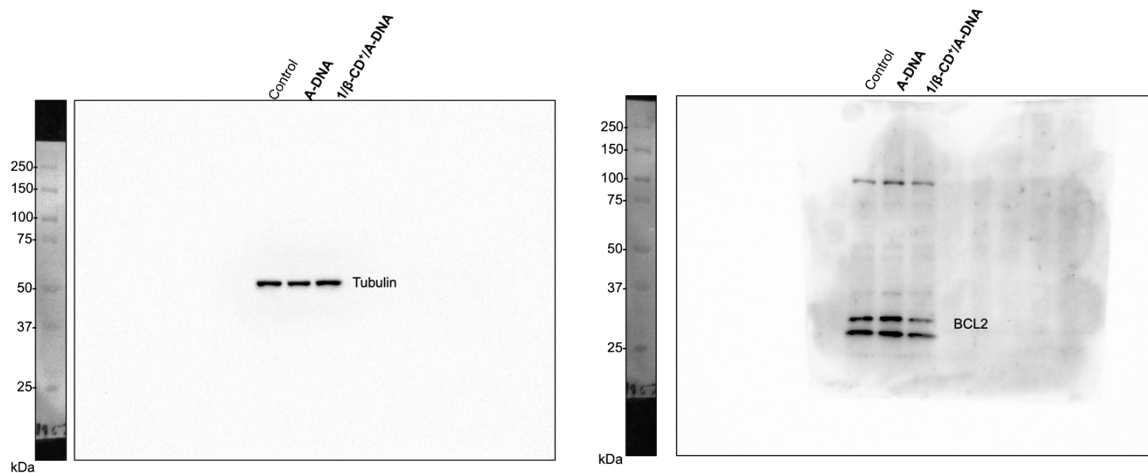 Control
A-DNA
1/β-CD⁺/A-DNA
250
150
100
75
50
37
25
kDa
Tubulin
Control
A-DNA
1/β-CD⁺/A-DNA
250
150
100
75
50
37
25
kDa
BCL2